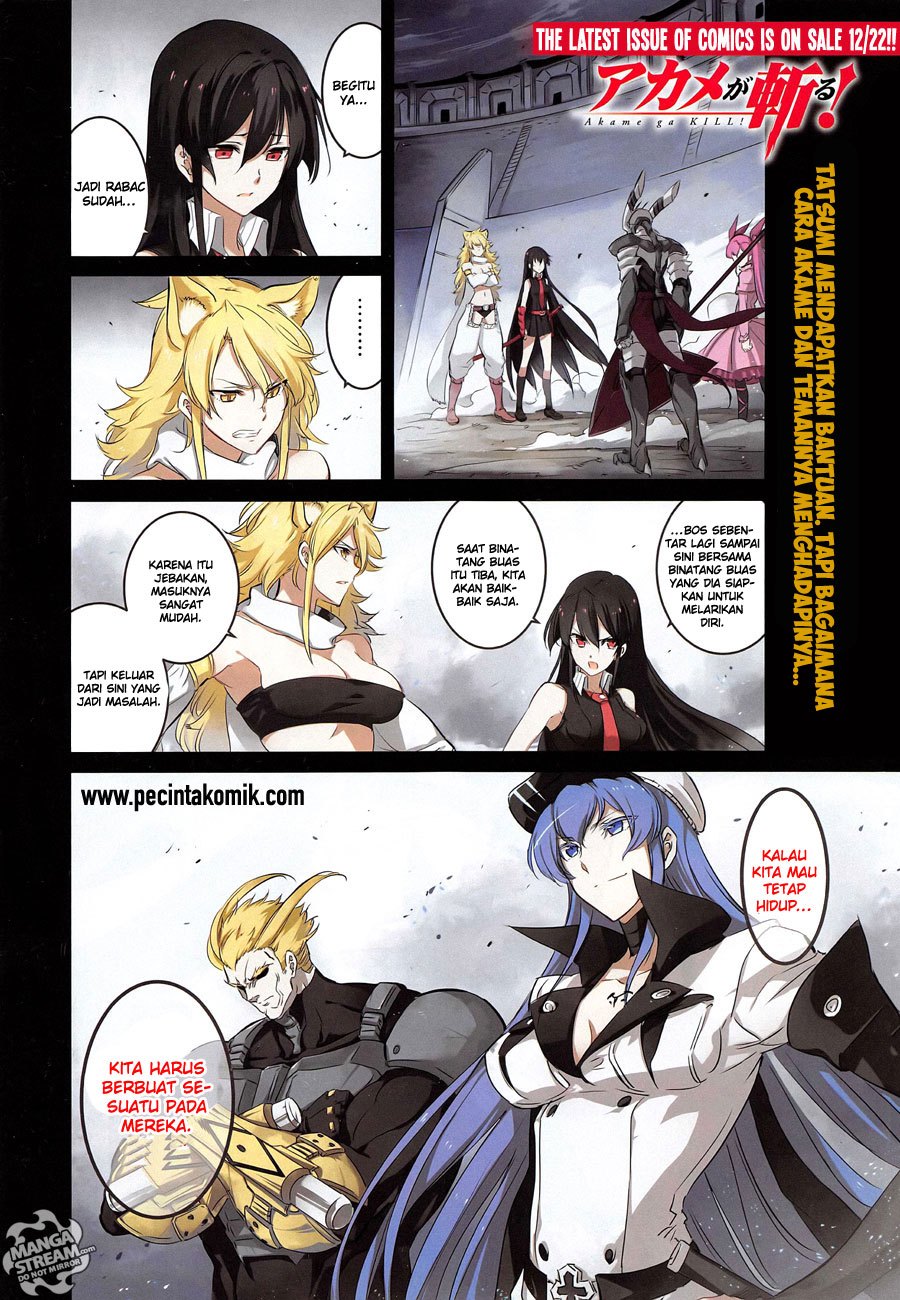 THE LATEST ISSUE OF COMICS IS ON SALE 12/22!!
アカメが斬る!
Akame ga KILL!
TATSUMI MENDAPATKAN BANTUAN. TAPI BAGAIMANA
CARA AKAME DAN TEMANNYA MENGHADAPINYA...
BEGITU
YA...
JADI RABAC
SUDAH...
.........
...BOS SEBEN-
TAR LAGI SAMPAI
SINI BERSAMA
BINATANG BUAS
YANG DIA SIAP-
KAN UNTUK
MELARIKAN
DIRI.
SAAT BINA-
TANG BUAS
ITU TIBA, KITA
AKAN BAIK-
BAIK SAJA.
KARENA ITU
JEBAKAN,
MASUKNYA
SANGAT
MUDAH.
TAPI KELUAR
DARI SINI YANG
JADI MASALAH.
www.pecintakomik.com
KALAU
KITA MAU
TETAP
HIDUP...
KITA HARUS
BERBUAT SE-
SUATU PADA
MEREKA.
MANGA
STREAM.com
DO NOT MIRROR